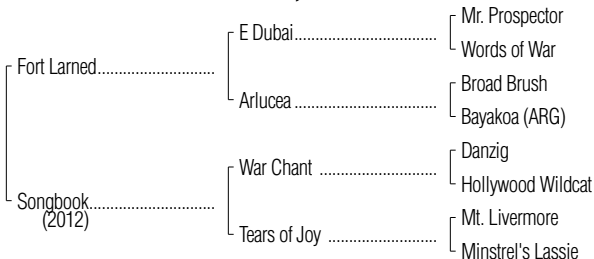 Mr. Prospector
E Dubai
Words of War
Fort Larned
Broad Brush
Arlucea
Bayakoa (ARG)
Danzig
War Chant
Hollywood Wildcat
Songbook
(2012)
Mt. Livermore
Tears of Joy
Minstrel's Lassie